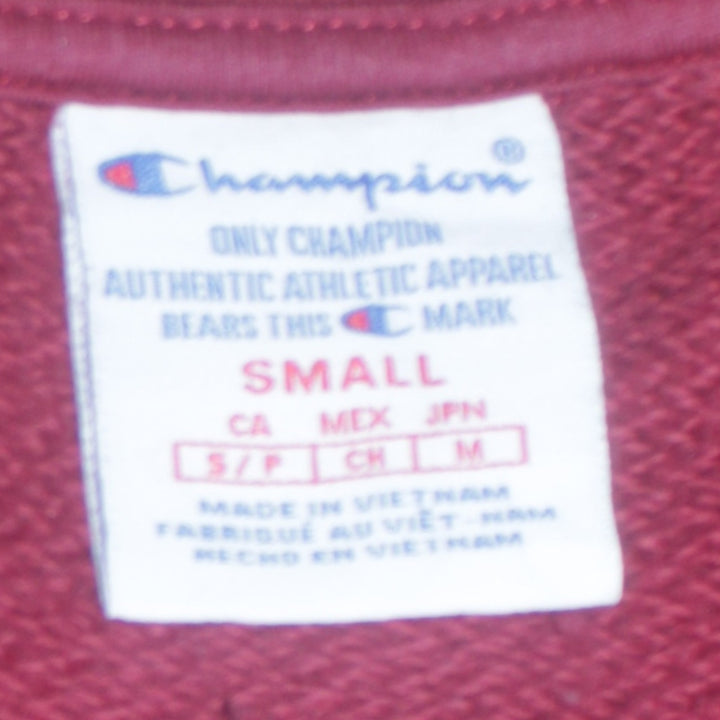 Champion®
ONLY CHAMPION
AUTHENTIC ATHLETIC APPAREL
BEARS THIS C MARK
SMALL
CA MEX JPN
S/P CH M
MADE IN VIETNAM
FABRIQUÉ AU VIÊT-NAM
HECHO EN VIETNAM